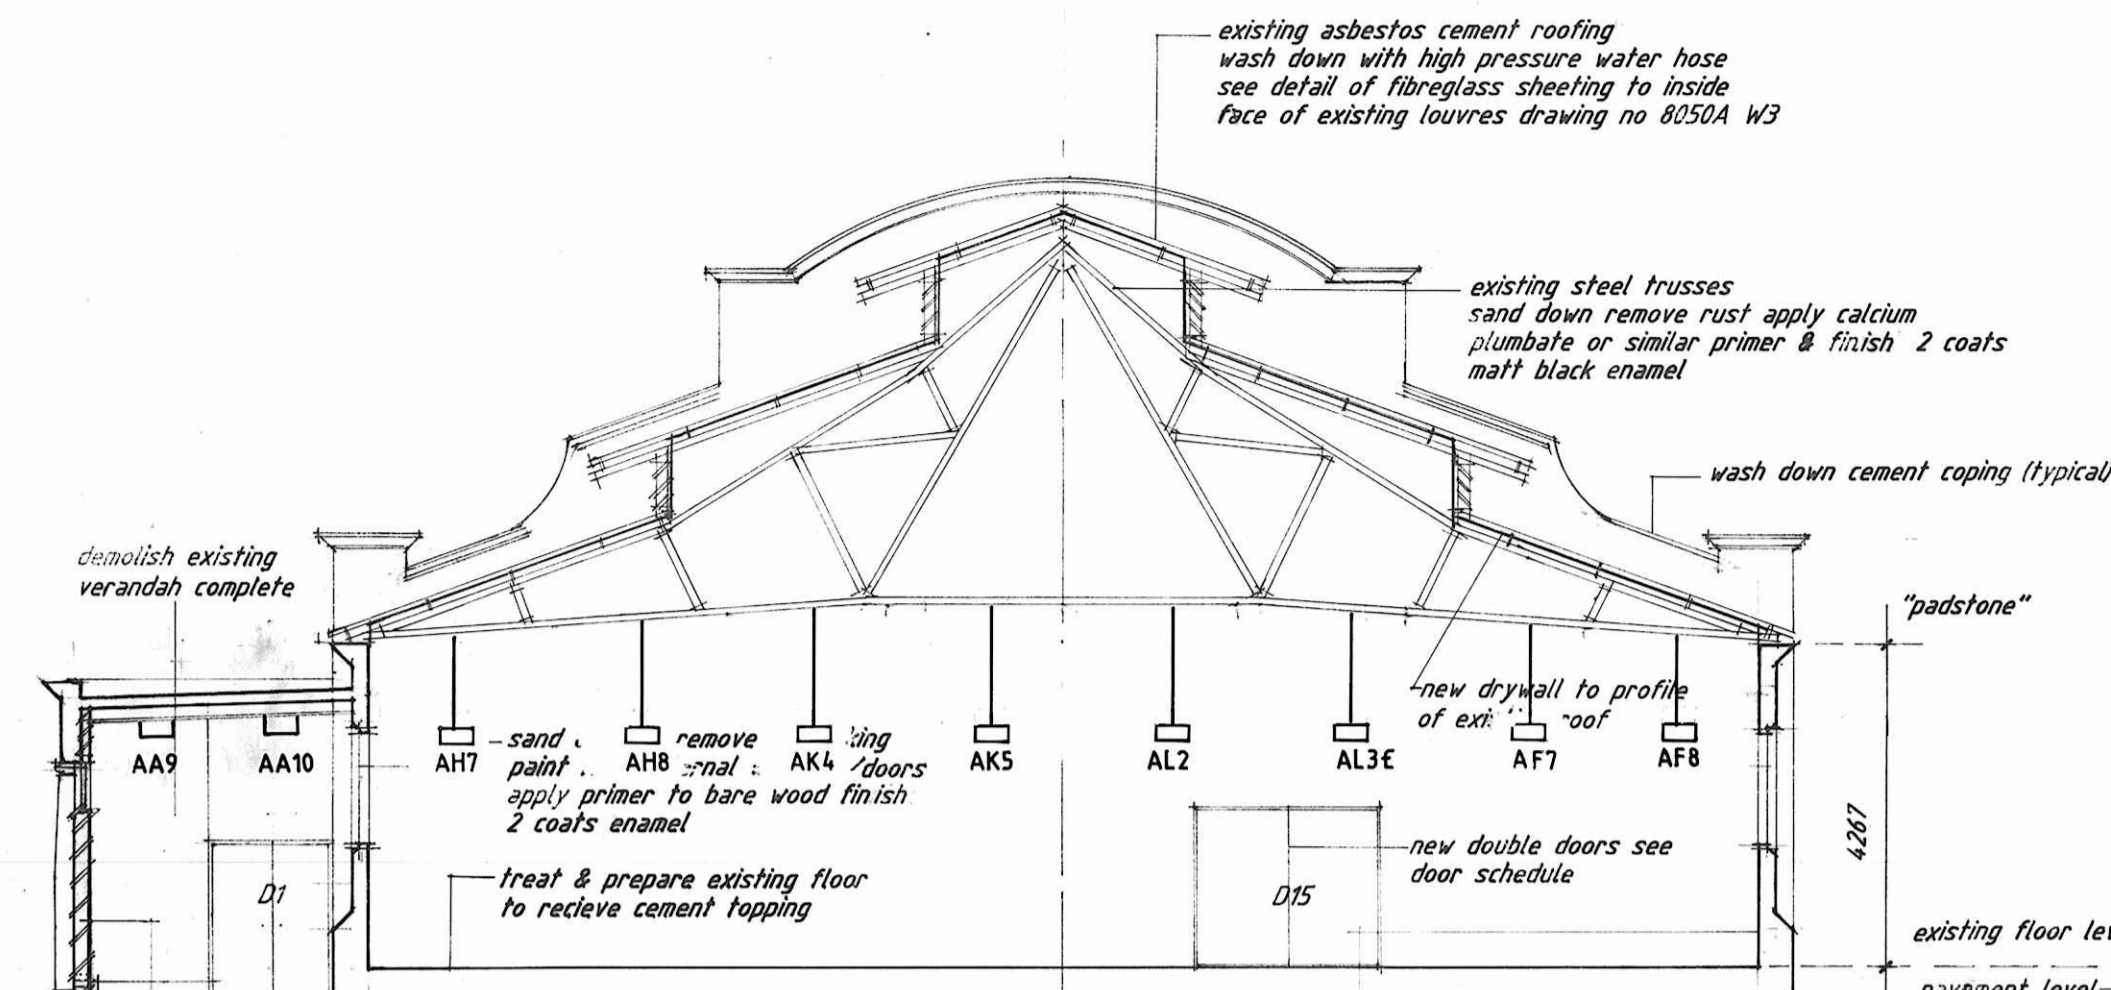 existing asbestos cement roofing
wash down with high pressure water hose
see detail of fibreglass sheeting to inside
face of existing louvres drawing no 8050A W3
existing steel trusses
sand down remove rust apply calcium
plumbate or similar primer & finish 2 coats
matt black enamel
wash down cement coping (typical)
demolish existing
verandah complete
"padstone"
new drywall to profile
of roof
AA9
AA10
AH7
AH8
AK4
AK5
AL2
AL3£
AF7
AF8
sand remove
paint /doors
apply primer to bare wood finish
2 coats enamel
4267
new double doors see
door schedule
treat & prepare existing floor
to recieve cement topping
D1
D15
existing floor